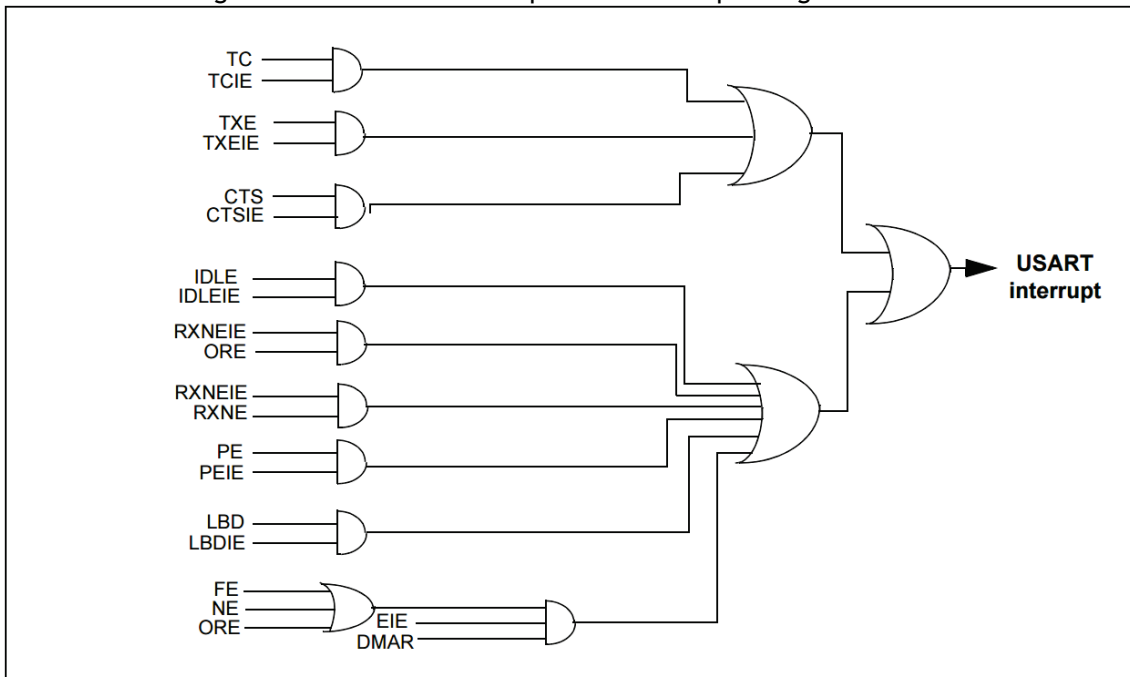 TC
TCIE
TXE
TXEIE
CTS
CTSIE
IDLE
IDLEIE
RXNEIE
ORE
RXNEIE
RXNE
PE
PEIE
LBD
LBDIE
FE
NE
ORE
EIE
DMAR
USART
interrupt